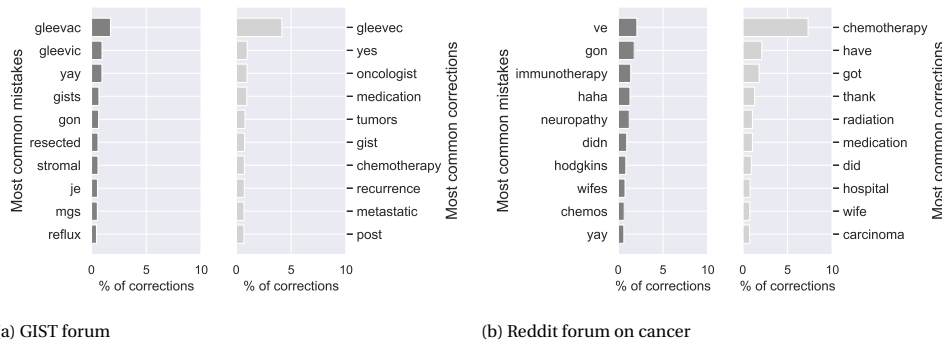 Most common mistakes
gleevac
gleevic
yay
gists
gon
resected
stromal
je
mgs
reflux
0 5 10
% of corrections
gleevec
yes
oncologist
medication
tumors
gist
chemotherapy
recurrence
metastatic
post
Most common corrections
0 5 10
% of corrections
a) GIST forum
Most common mistakes
ve
gon
immunotherapy
haha
neuropathy
didn
hodgkins
wifes
chemos
yay
0 5 10
% of corrections
chemotherapy
have
got
thank
radiation
medication
did
hospital
wife
carcinoma
Most common corrections
0 5 10
% of corrections
(b) Reddit forum on cancer